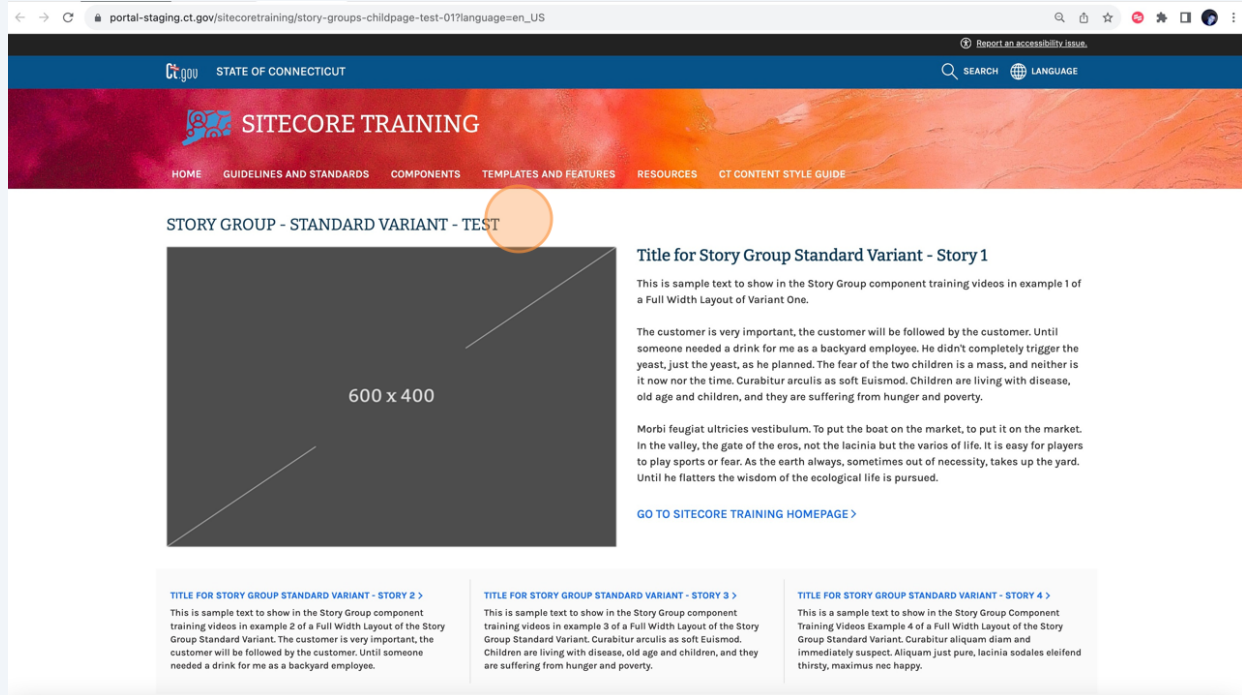 portal-staging.ct.gov/sitecoretraining/story-groups-childpage-test-01?language=en_US
Report an accessibility issue.
Ct.gov STATE OF CONNECTICUT SEARCH LANGUAGE
SITECORE TRAINING
HOME GUIDELINES AND STANDARDS COMPONENTS TEMPLATES AND FEATURES RESOURCES CT CONTENT STYLE GUIDE
STORY GROUP - STANDARD VARIANT - TEST
600 x 400
Title for Story Group Standard Variant - Story 1
This is sample text to show in the Story Group component training videos in example 1 of
a Full Width Layout of Variant One.
The customer is very important, the customer will be followed by the customer. Until
someone needed a drink for me as a backyard employee. He didn't completely trigger the
yeast, just the yeast, as he planned. The fear of the two children is a mass, and neither is
it now nor the time. Curabitur arculis as soft Euismod. Children are living with disease,
old age and children, and they are suffering from hunger and poverty.
Morbi feugiat ultricies vestibulum. To put the boat on the market, to put it on the market.
In the valley, the gate of the eros, not the lacinia but the varios of life. It is easy for players
to play sports or fear. As the earth always, sometimes out of necessity, takes up the yard.
Until he flatters the wisdom of the ecological life is pursued.
GO TO SITECORE TRAINING HOMEPAGE >
TITLE FOR STORY GROUP STANDARD VARIANT - STORY 2 >
This is sample text to show in the Story Group component
training videos in example 2 of a Full Width Layout of the Story
Group Standard Variant. The customer is very important, the
customer will be followed by the customer. Until someone
needed a drink for me as a backyard employee.
TITLE FOR STORY GROUP STANDARD VARIANT - STORY 3 >
This is sample text to show in the Story Group component
training videos in example 3 of a Full Width Layout of the Story
Group Standard Variant. Curabitur arculis as soft Euismod.
Children are living with disease, old age and children, and they
are suffering from hunger and poverty.
TITLE FOR STORY GROUP STANDARD VARIANT - STORY 4 >
This is a sample text to show in the Story Group Component
Training Videos Example 4 of a Full Width Layout of the Story
Group Standard Variant. Curabitur aliquam diam and
immediately suspect. Aliquam just pure, lacinia sodales eleifend
thirsty, maximus nec happy.